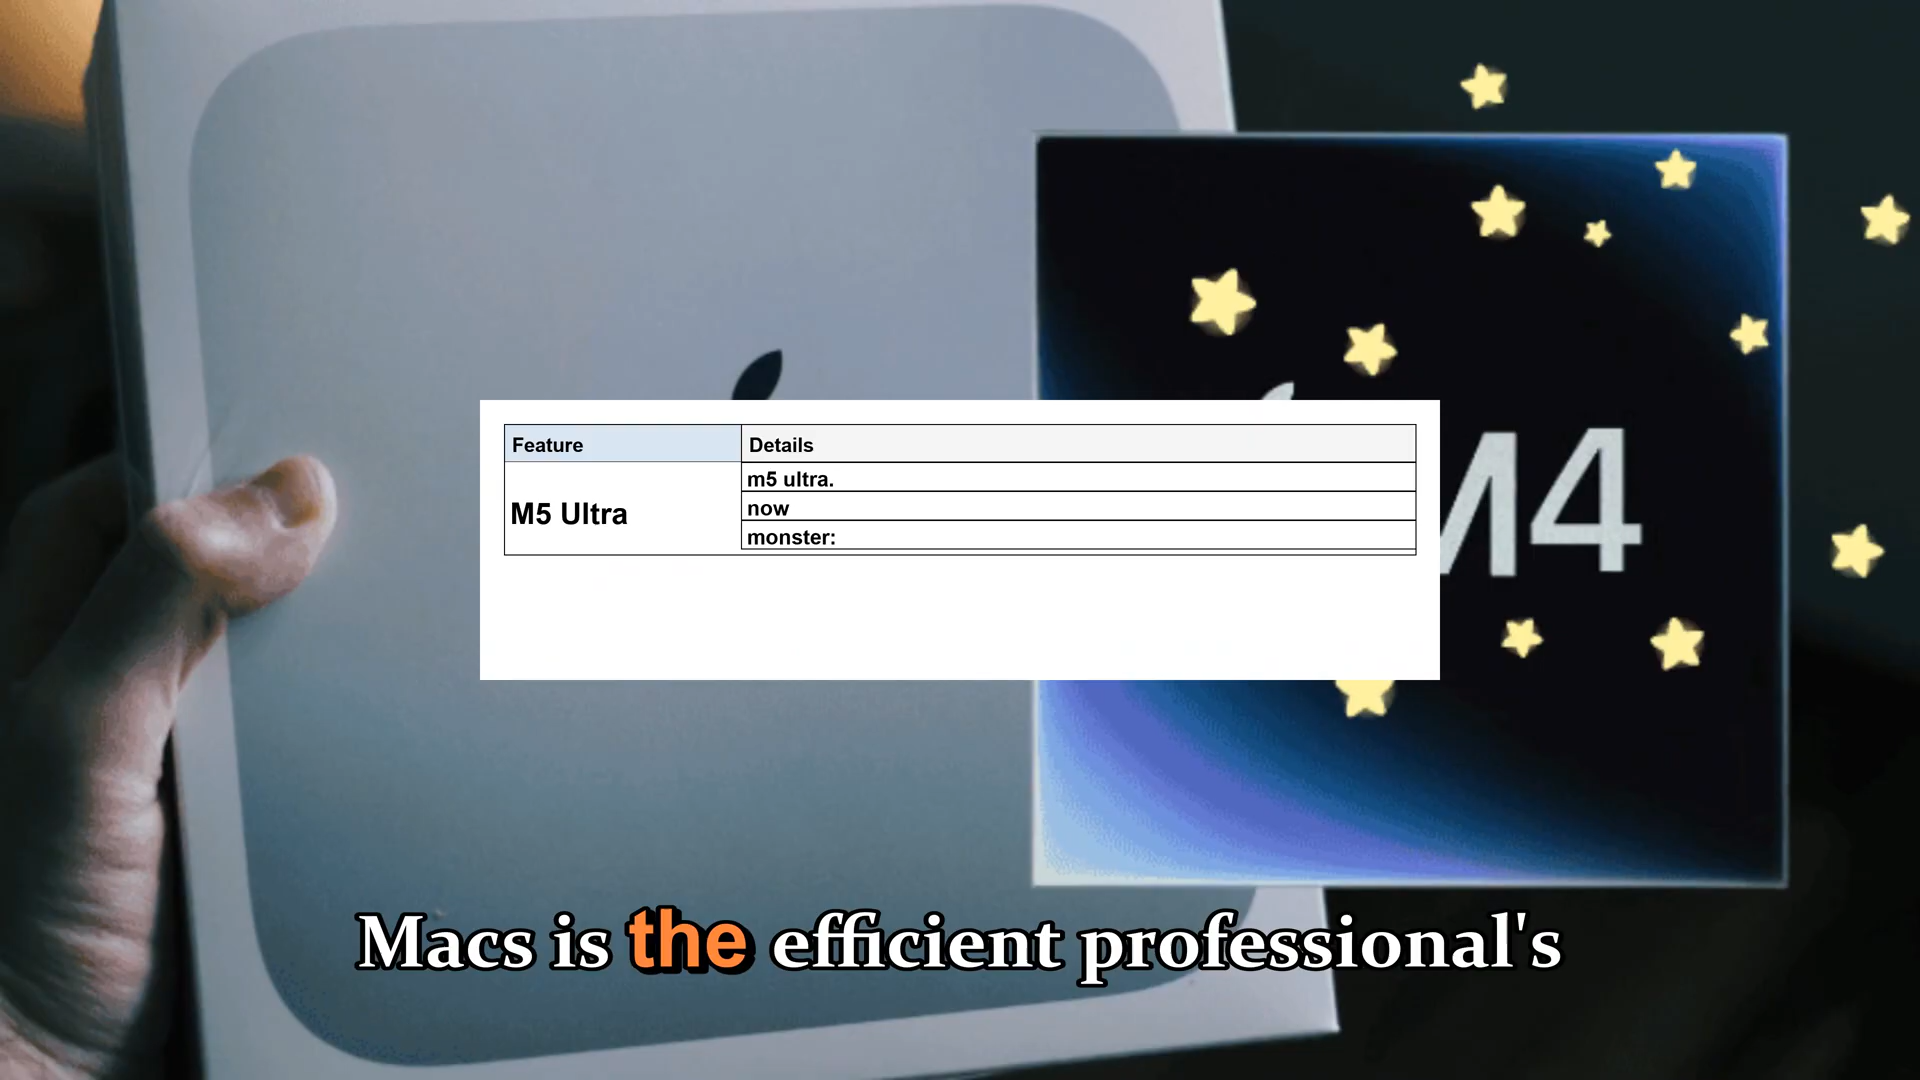 Feature
Details
M5 Ultra
m5 ultra.
now
monster:
M4
Macs is the efficient professional's